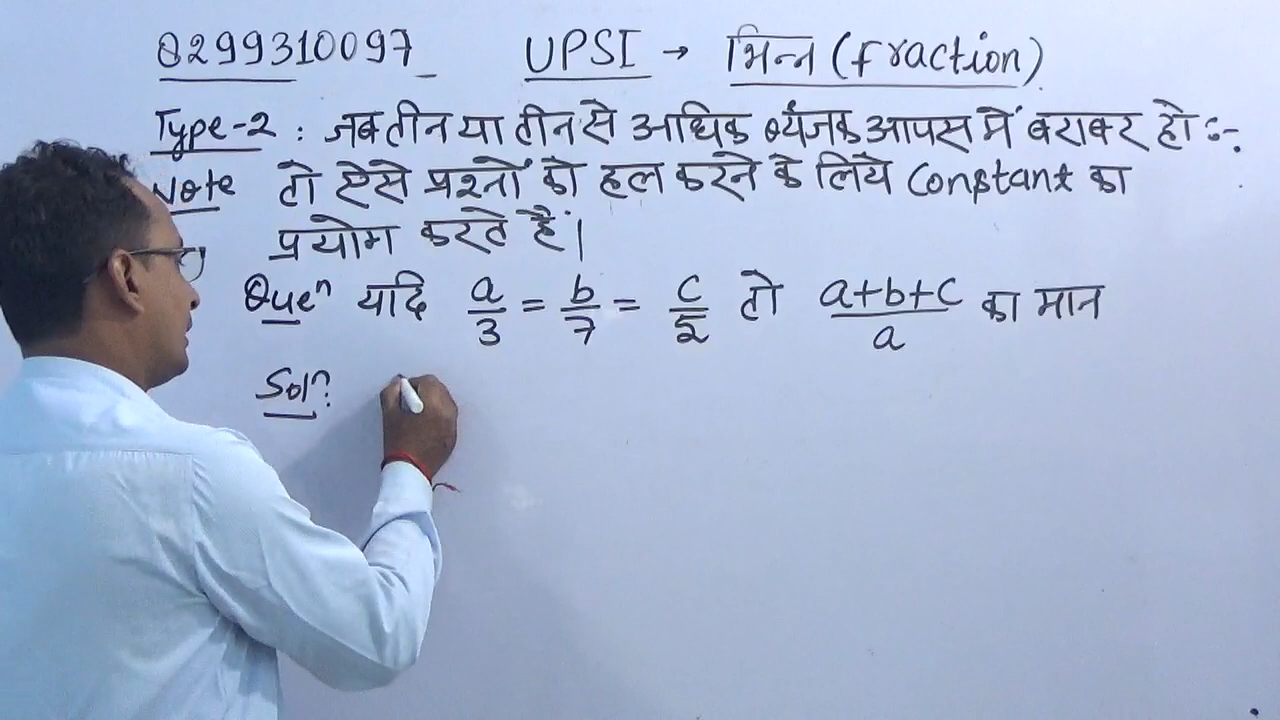 8299310097 UPSI → भिन्न (fraction)
Type-2 : जब तीन या तीन से अधिक व्यंजक आपस में बराबर हो :-
Note तो ऐसे प्रश्नों को हल करने के लिये Constant का
प्रयोग करते हैं।
Queⁿ यदि a/3 = b/7 = c/5 तो a+b+c/a का मान
Solⁿ: